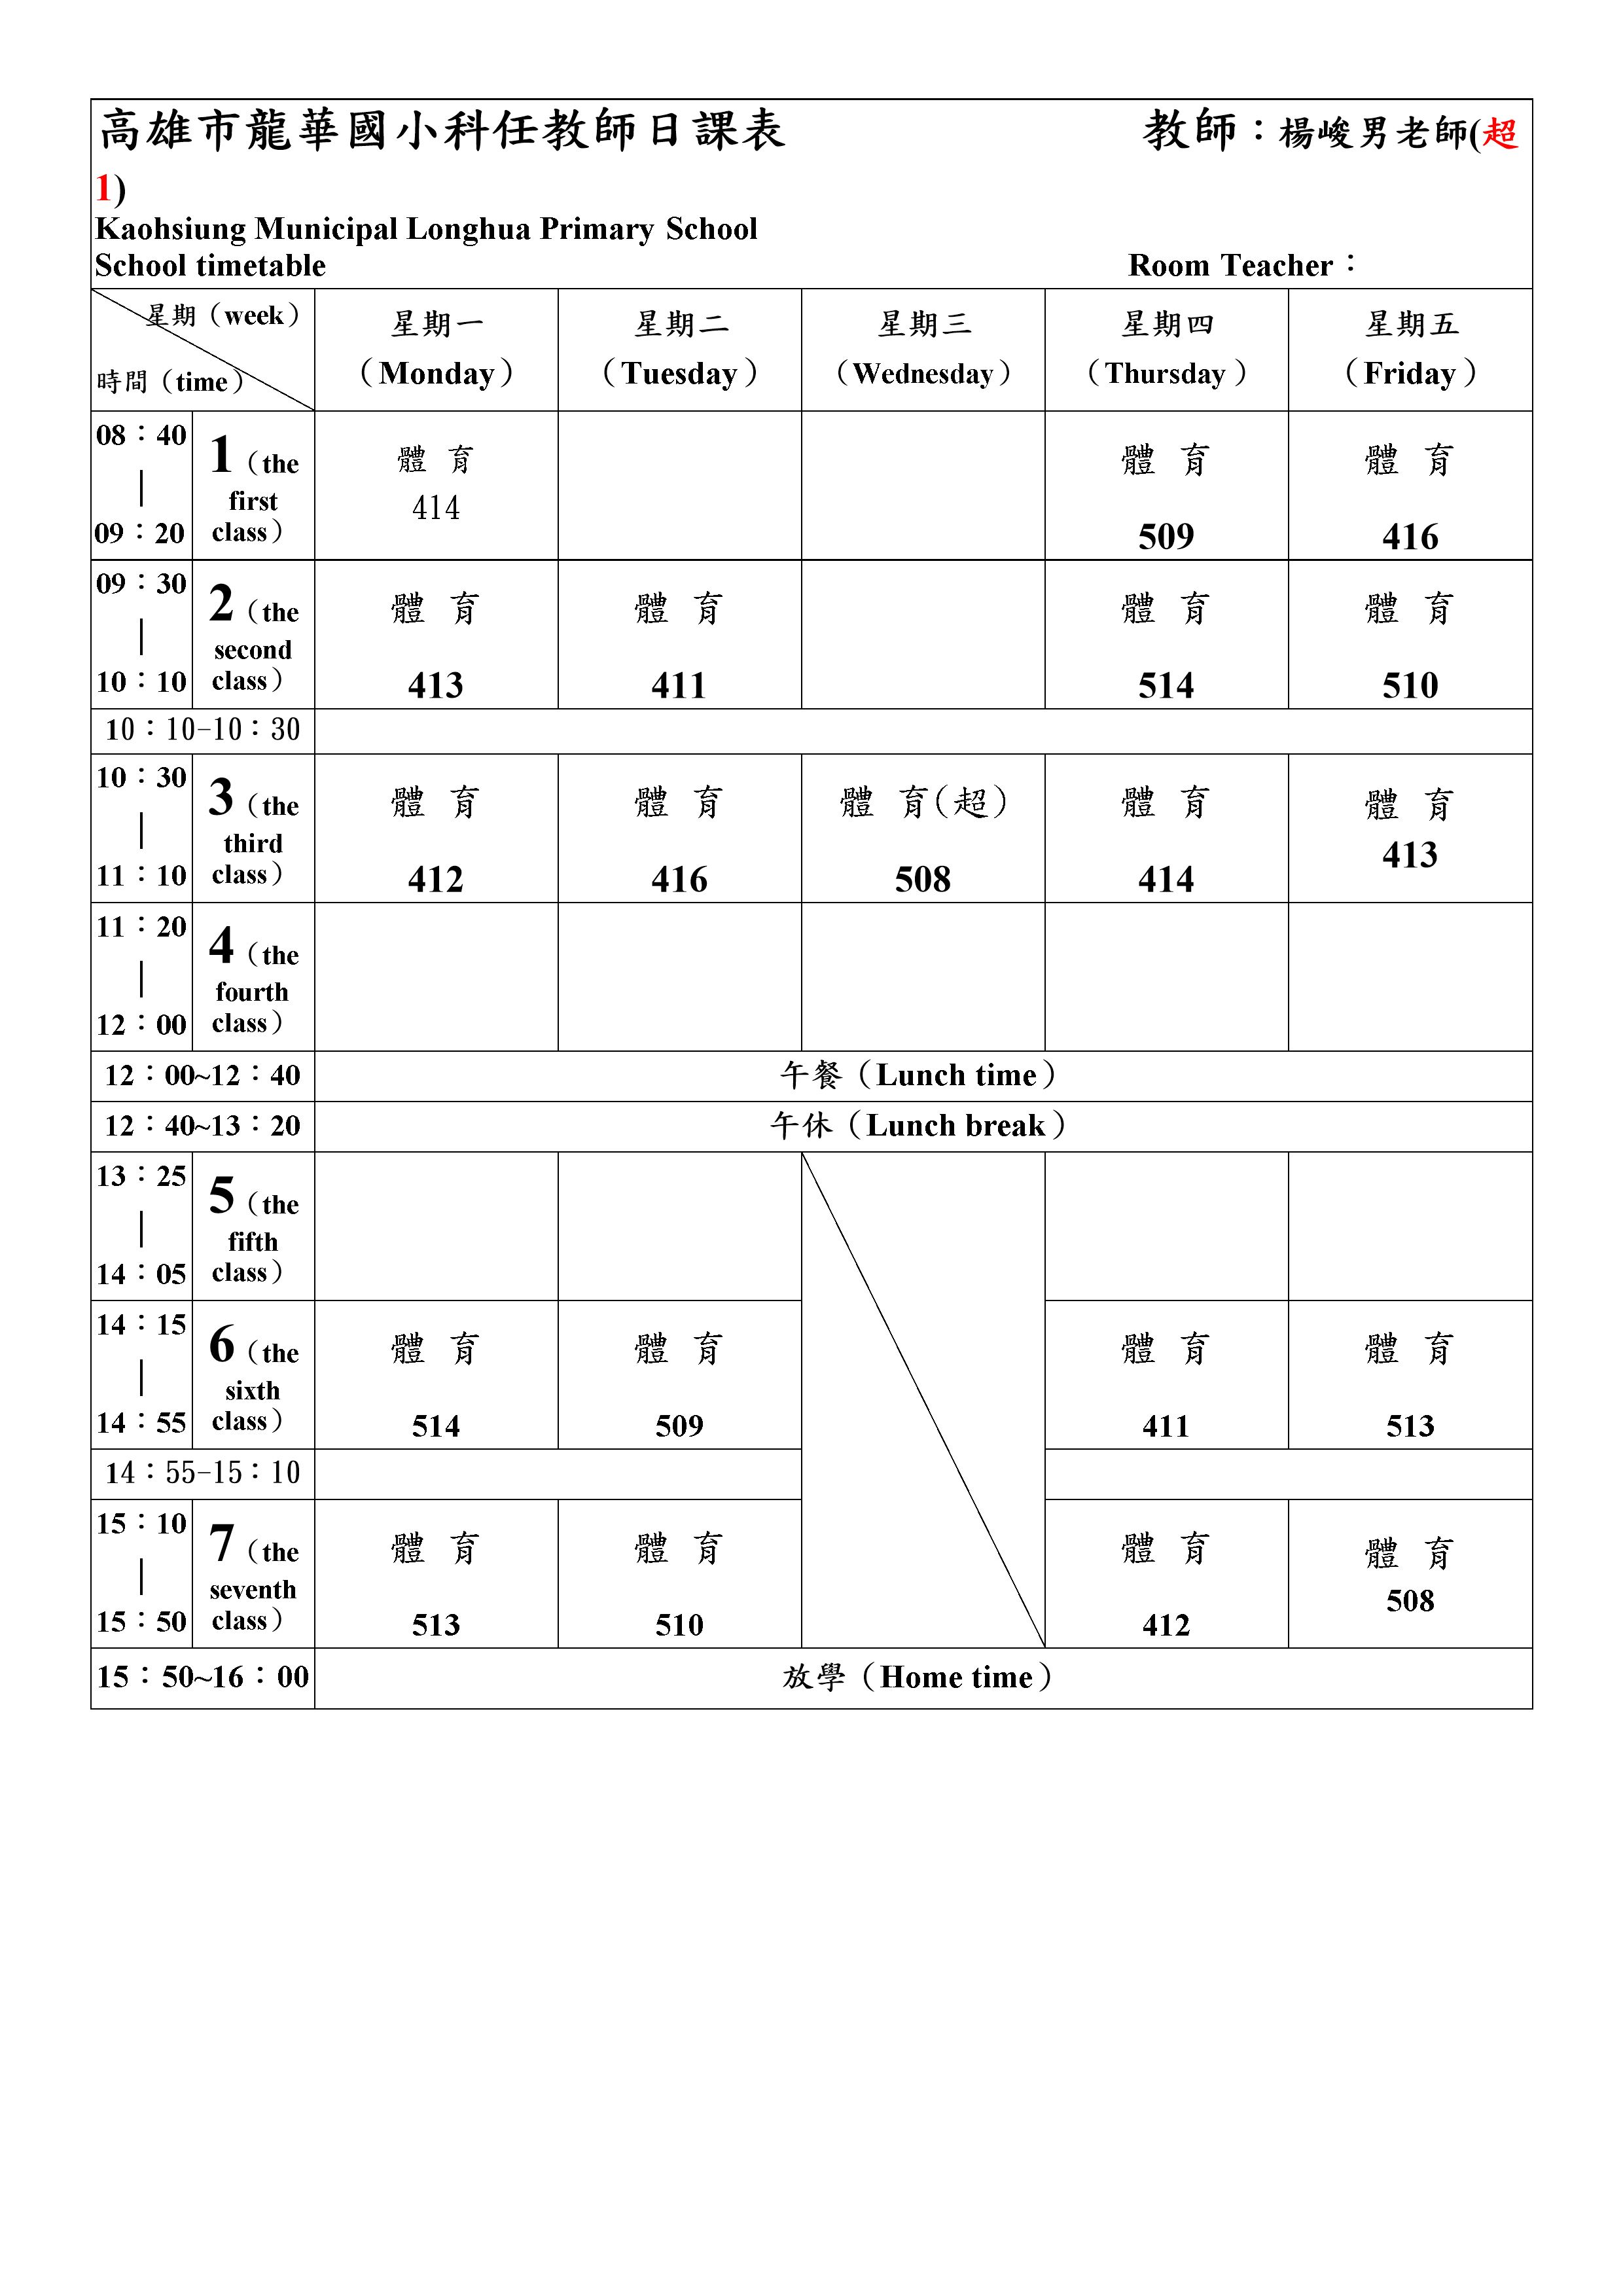 高雄市龍華國小科任教師日課表 教師：楊峻男老師(超
1)
Kaohsiung Municipal Longhua Primary School
School timetable Room Teacher：
星期（week）
時間（time）
星期一 星期二 星期三 星期四 星期五
（Monday） （Tuesday） （Wednesday） （Thursday） （Friday）
08：40
｜
09：20
1（the
first
class）
體 育
414
體 育
509
體 育
416
09：30
｜
10：10
2（the
second
class）
體 育
413
體 育
411
體 育
514
體 育
510
10：10-10：30
10：30
｜
11：10
3（the
third
class）
體 育
412
體 育
416
體 育(超)
508
體 育
414
體 育
413
11：20
｜
12：00
4（the
fourth
class）
12：00~12：40 午餐（Lunch time）
12：40~13：20 午休（Lunch break）
13：25
｜
14：05
5（the
fifth
class）
14：15
｜
14：55
6（the
sixth
class）
體 育
514
體 育
509
體 育
411
體 育
513
14：55-15：10
15：10
｜
15：50
7（the
seventh
class）
體 育
513
體 育
510
體 育
412
體 育
508
15：50~16：00 放學（Home time）